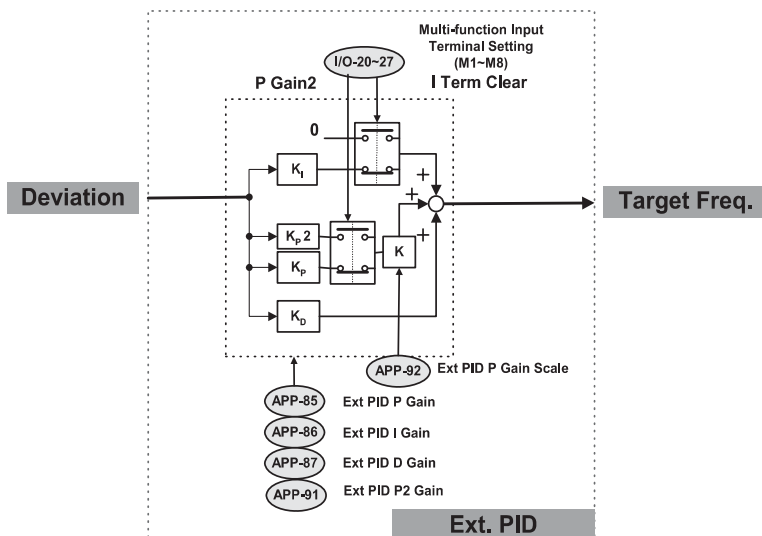 Multi-function Input
Terminal Setting
(M1~M8)
I/O-20~27
P Gain2
I Term Clear
0
K_I
+
+
Deviation
Target Freq.
K_P 2
+
K
K_P
K_D
APP-92 Ext PID P Gain Scale
APP-85 Ext PID P Gain
APP-86 Ext PID I Gain
APP-87 Ext PID D Gain
APP-91 Ext PID P2 Gain
Ext. PID